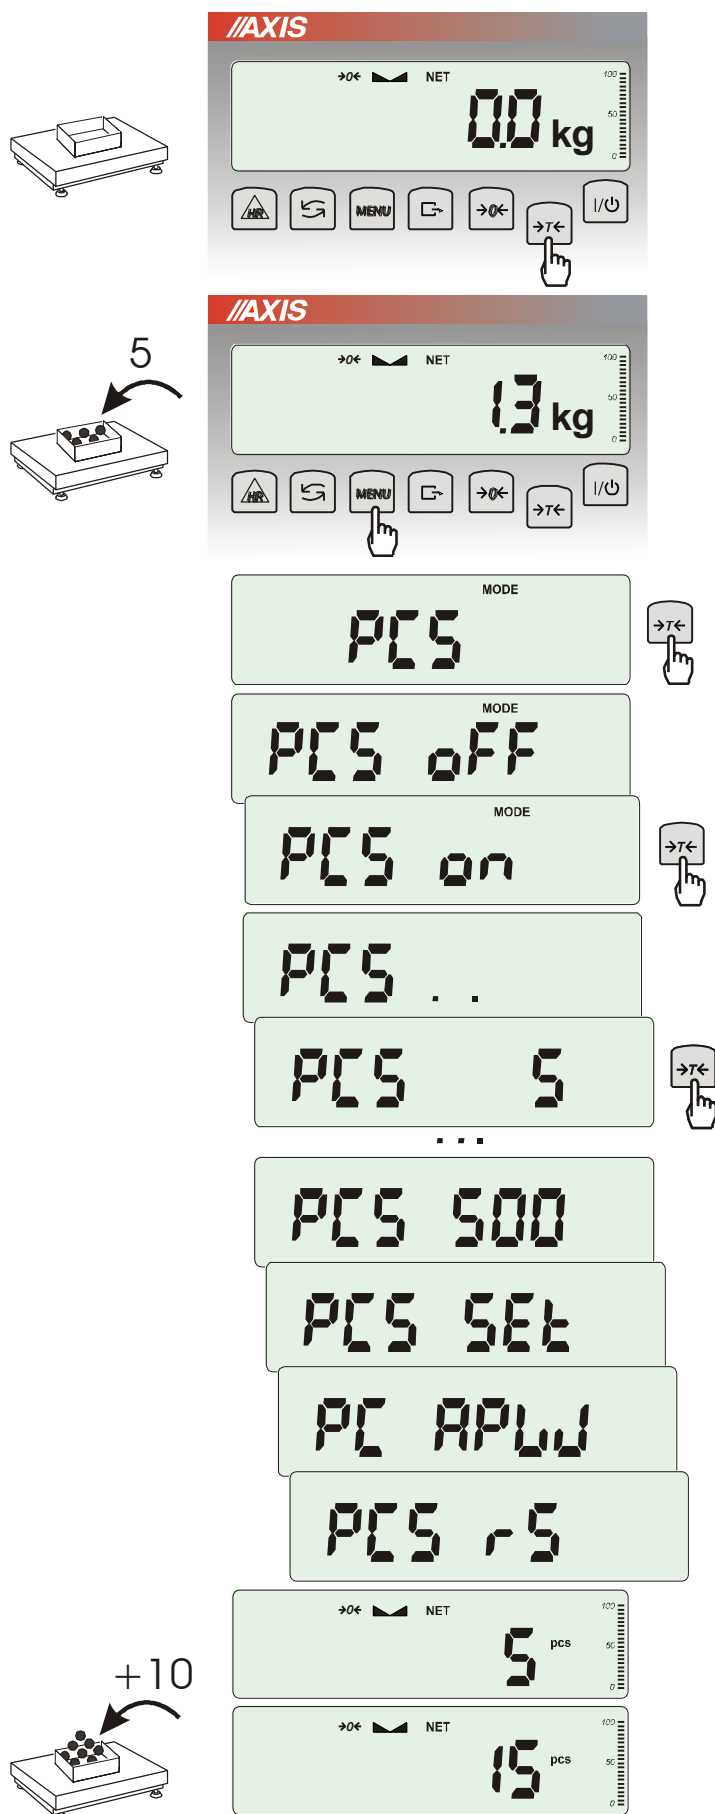 //AXIS
→0← NET 100
0.0 kg 50
0
HR MENU →0← →T← I/⏻
//AXIS
5
→0← NET 100
1.3 kg 50
0
HR MENU →0← →T← I/⏻
MODE
PCS →T←
MODE
PCS oFF
MODE
PCS on →T←
PCS . .
PCS 5 →T←
...
PCS 500
PCS SEt
PC APW
PCS rS
→0← NET 100
5 pcs 50
0
+10
→0← NET 100
15 pcs 50
0